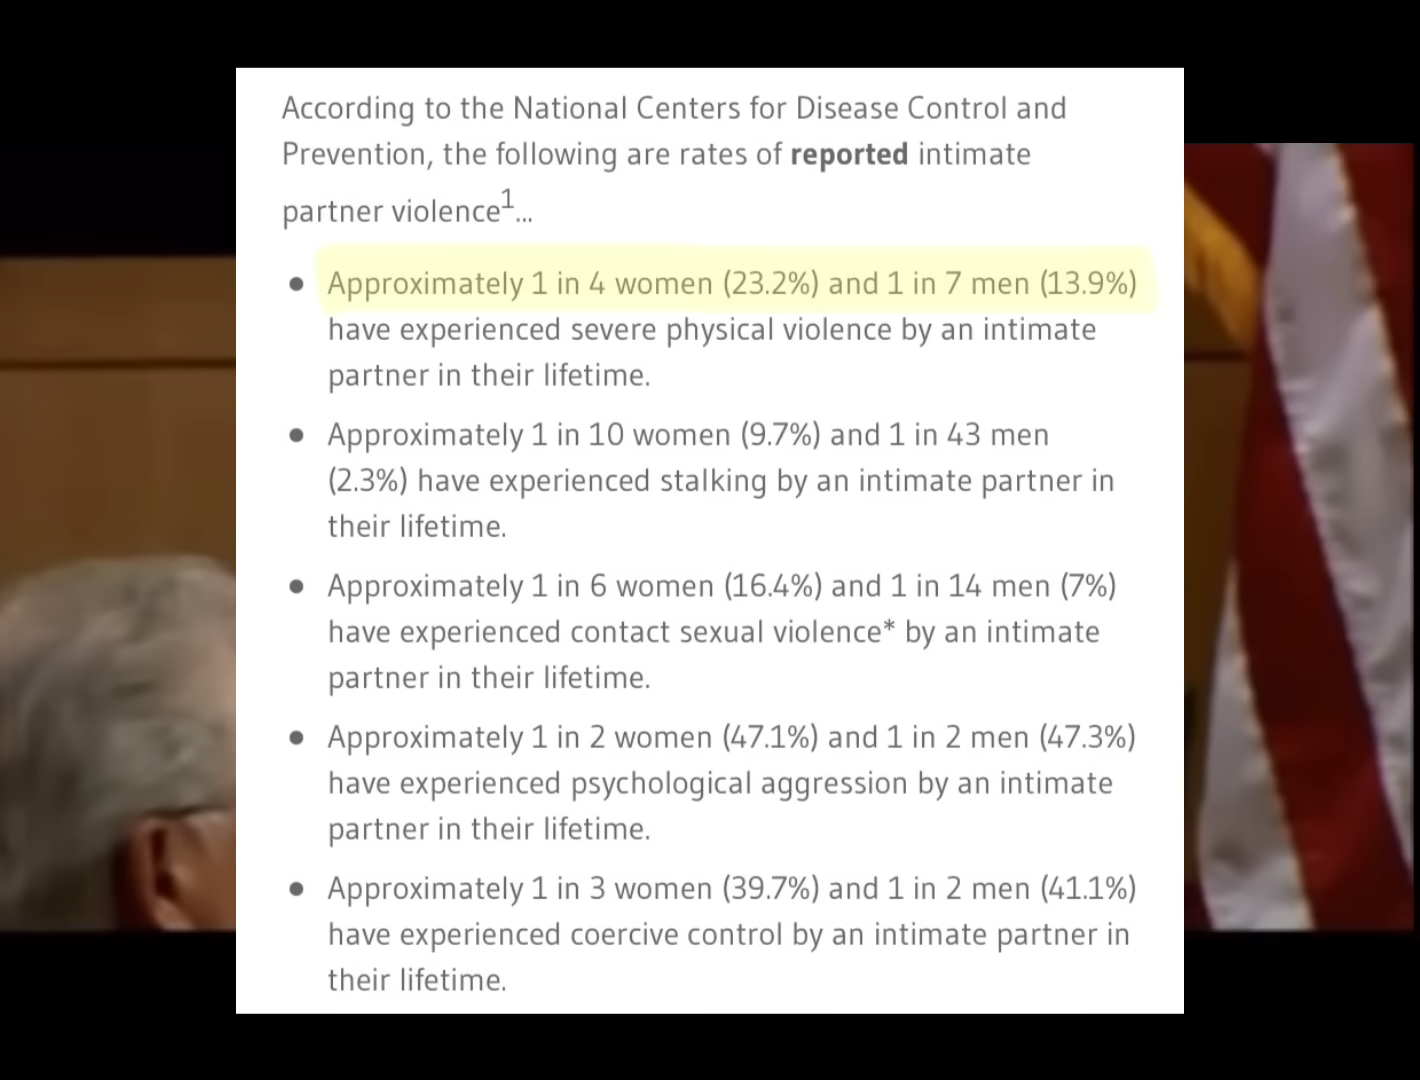 According to the National Centers for Disease Control and
Prevention, the following are rates of reported intimate
partner violence1...
● Approximately 1 in 4 women (23.2%) and 1 in 7 men (13.9%)
have experienced severe physical violence by an intimate
partner in their lifetime.
● Approximately 1 in 10 women (9.7%) and 1 in 43 men
(2.3%) have experienced stalking by an intimate partner in
their lifetime.
● Approximately 1 in 6 women (16.4%) and 1 in 14 men (7%)
have experienced contact sexual violence* by an intimate
partner in their lifetime.
● Approximately 1 in 2 women (47.1%) and 1 in 2 men (47.3%)
have experienced psychological aggression by an intimate
partner in their lifetime.
● Approximately 1 in 3 women (39.7%) and 1 in 2 men (41.1%)
have experienced coercive control by an intimate partner in
their lifetime.